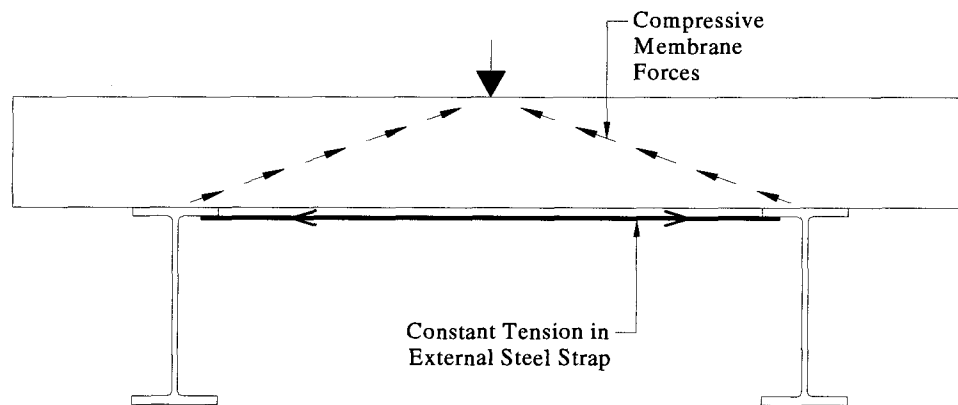 Compressive
Membrane
Forces
Constant Tension in
External Steel Strap